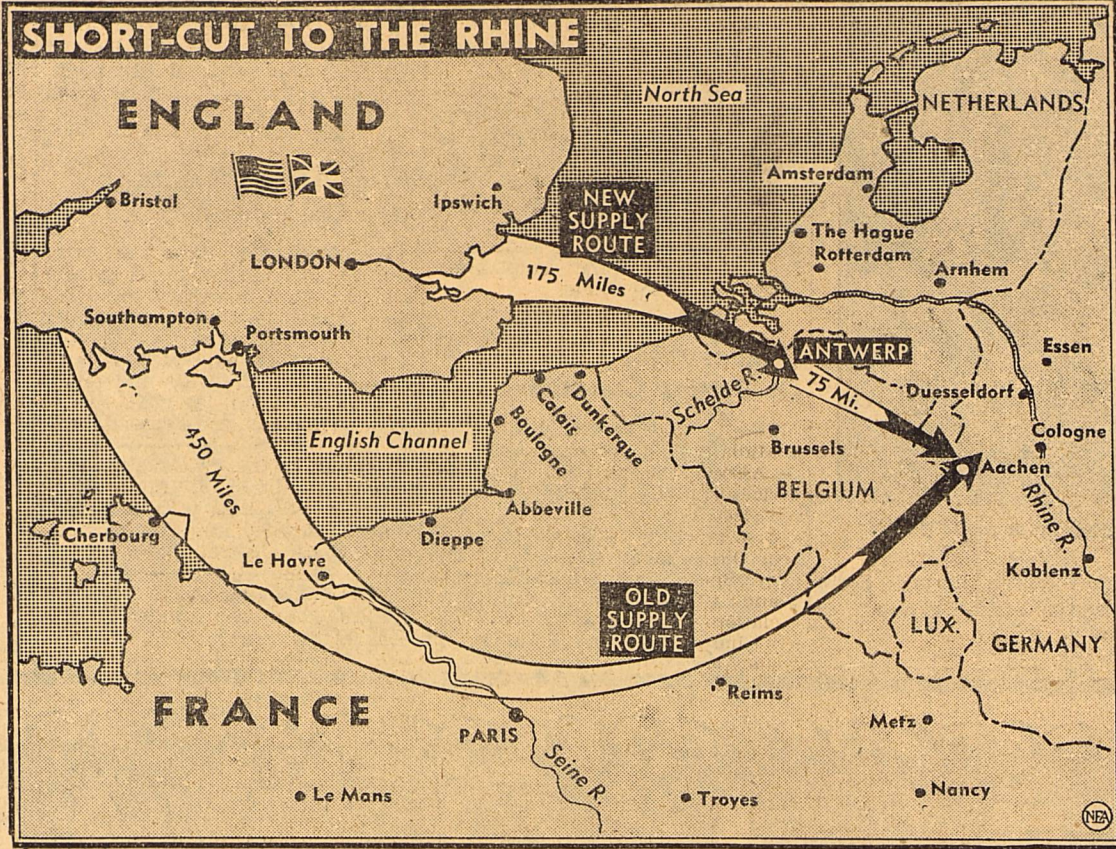 SHORT-CUT TO THE RHINE
ENGLAND
North Sea
NETHERLANDS
Bristol
Ipswich
NEW
SUPPLY
ROUTE
Amsterdam
The Hague
Rotterdam
LONDON
175 Miles
Arnhem
Southampton
Portsmouth
ANTWERP
Essen
75 Mi.
Duesseldorf
Schelde R.
Calais
Dunkerque
Boulogne
450 Miles
English Channel
Brussels
Cologne
Aachen
BELGIUM
Rhine R.
Abbeville
Cherbourg
Dieppe
Le Havre
Koblenz
OLD
SUPPLY
ROUTE
LUX.
GERMANY
FRANCE
Reims
PARIS
Metz
Seine R.
Le Mans
Troyes
Nancy
NEA